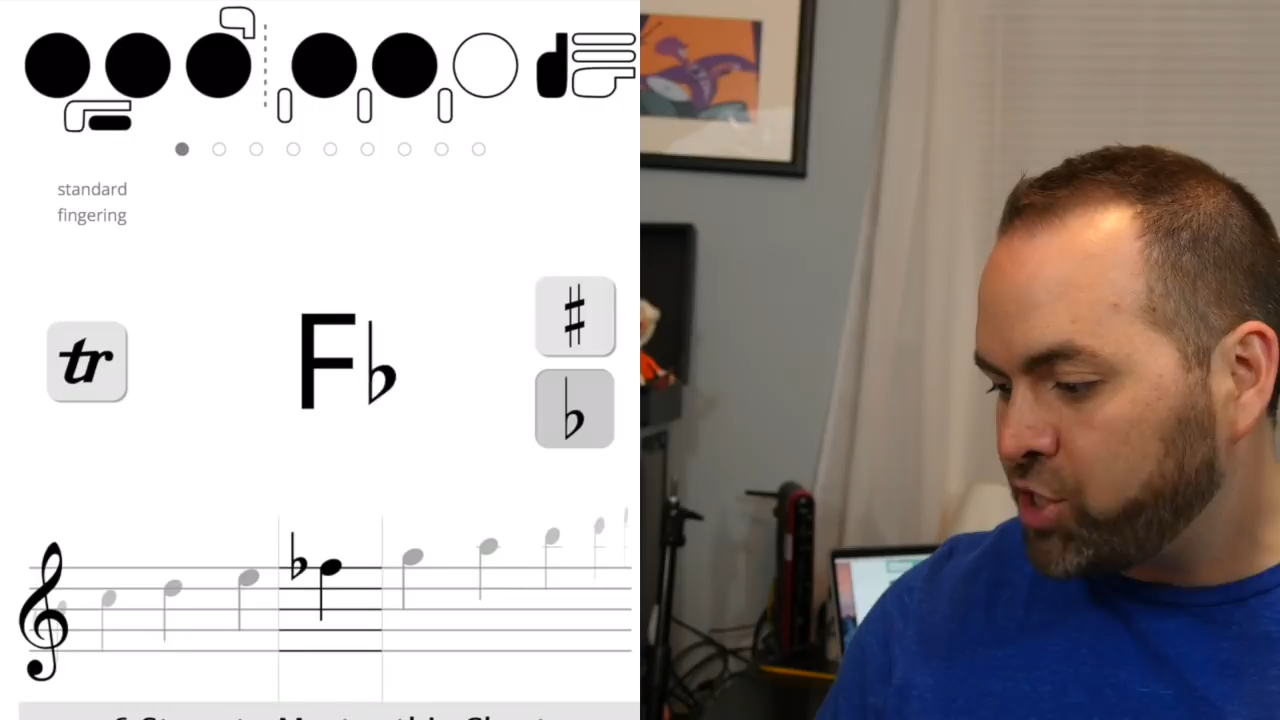 standard
fingering
tr
F♭
♯
♭